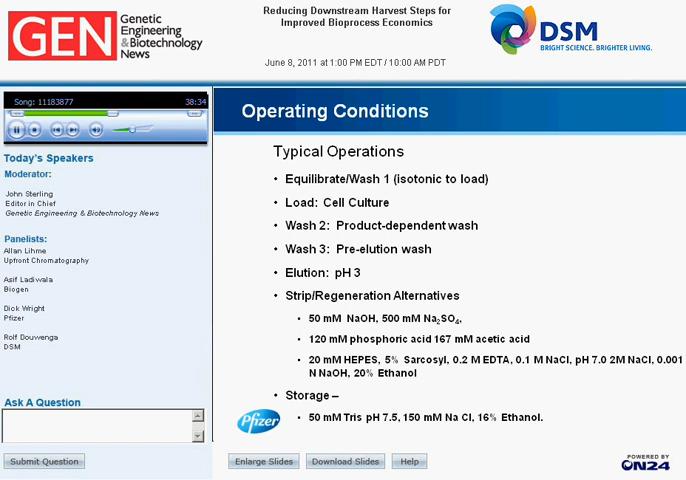 GEN Genetic
Engineering
& Biotechnology
News
Reducing Downstream Harvest Steps for
Improved Bioprocess Economics
June 8, 2011 at 1:00 PM EDT / 10:00 AM PDT
DSM
BRIGHT SCIENCE. BRIGHTER LIVING.
Song: 11183877 38:34
Today's Speakers
Moderator:
John Sterling
Editor in Chief
Genetic Engineering & Biotechnology News
Panelists:
Allan Lihme
Upfront Chromatography
Asif Ladiwala
Biogen
Dick Wright
Pfizer
Rolf Douwenga
DSM
Ask A Question
Submit Question
Operating Conditions
Typical Operations
• Equilibrate/Wash 1 (isotonic to load)
• Load: Cell Culture
• Wash 2: Product-dependent wash
• Wash 3: Pre-elution wash
• Elution: pH 3
• Strip/Regeneration Alternatives
• 50 mM NaOH, 500 mM Na2SO4,
• 120 mM phosphoric acid 167 mM acetic acid
• 20 mM HEPES, 5% Sarcosyl, 0.2 M EDTA, 0.1 M NaCl, pH 7.0 2M NaCl, 0.001
N NaOH, 20% Ethanol
• Storage –
• 50 mM Tris pH 7.5, 150 mM Na Cl, 16% Ethanol.
Pfizer
Enlarge Slides Download Slides Help
POWERED BY
ON24